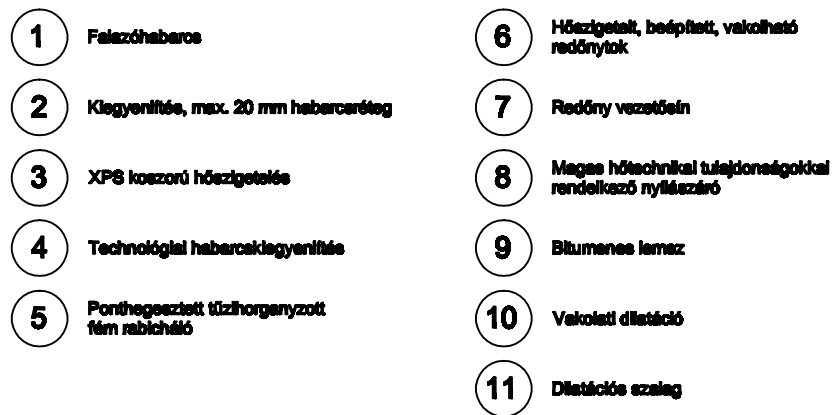 1 Falazóhabarcs
2 Kiegyenlítés, max. 20 mm habarcsréteg
3 XPS koszorú hőszigetelés
4 Technológiai habarcskiegyenlítés
5 Ponthegesztett tűzihorganyzott
fém rabicháló
6 Hőszigetelt, beépített, vakolható
redőnytok
7 Redőny vezetősín
8 Magas hőtechnikai tulajdonságokkal
rendelkező nyílászáró
9 Bitumenes lemez
10 Vakolati dilatáció
11 Dilatációs szalag